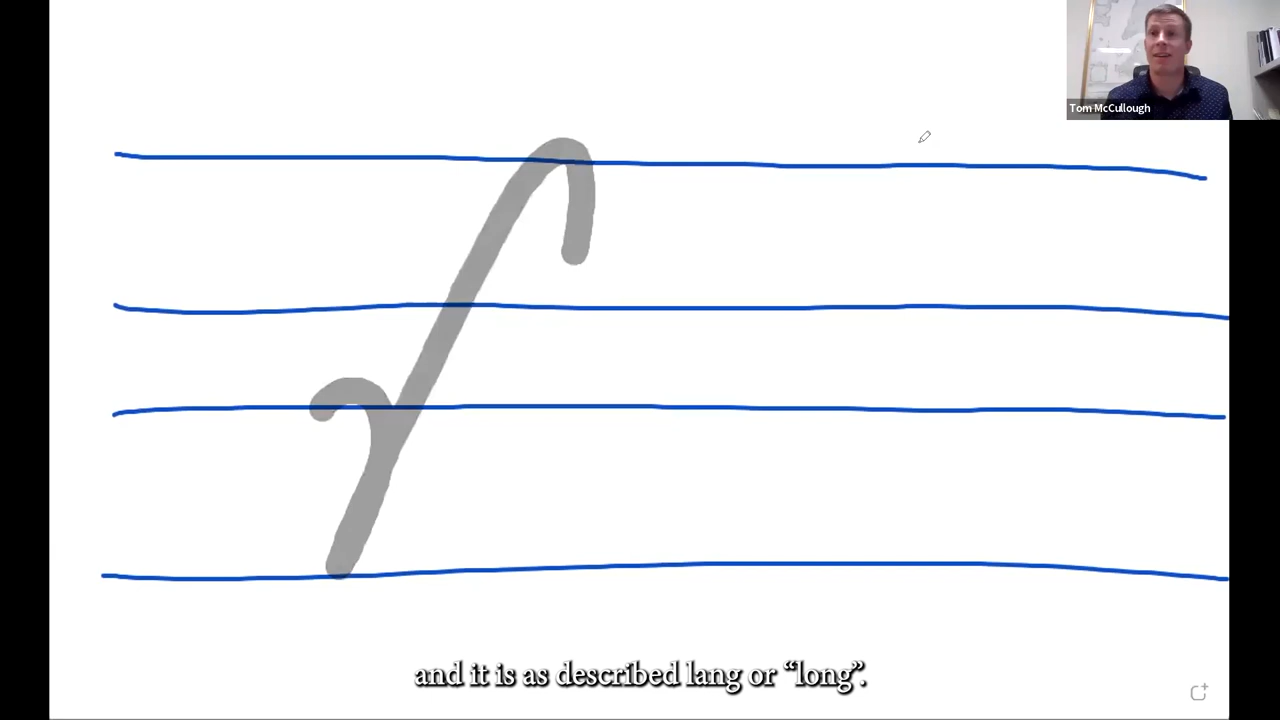 Tom McCullough
ſ
and it is as described lang or “long”.